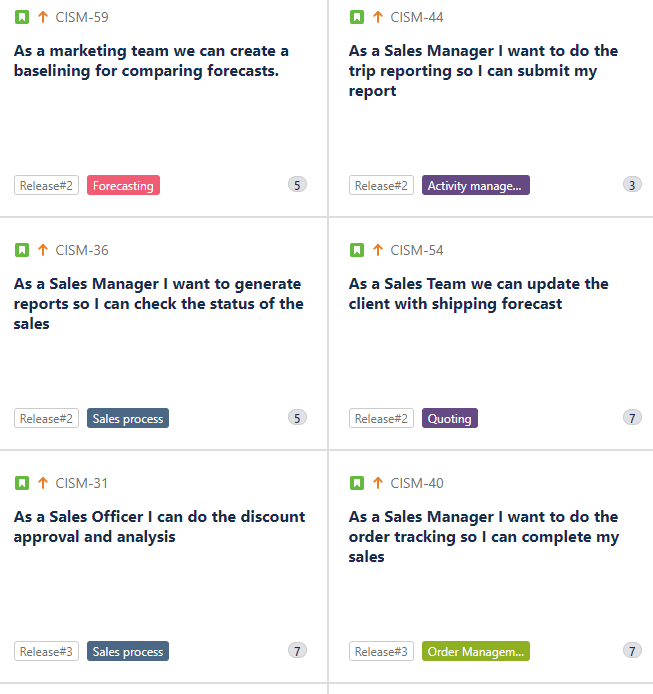 CISM-59
As a marketing team we can create a
baselining for comparing forecasts.
Release#2 Forecasting 5
CISM-44
As a Sales Manager I want to do the
trip reporting so I can submit my
report
Release#2 Activity manage... 3
CISM-36
As a Sales Manager I want to generate
reports so I can check the status of the
sales
Release#2 Sales process 5
CISM-54
As a Sales Team we can update the
client with shipping forecast
Release#2 Quoting 7
CISM-31
As a Sales Officer I can do the discount
approval and analysis
Release#3 Sales process 7
CISM-40
As a Sales Manager I want to do the
order tracking so I can complete my
sales
Release#3 Order Managem... 7